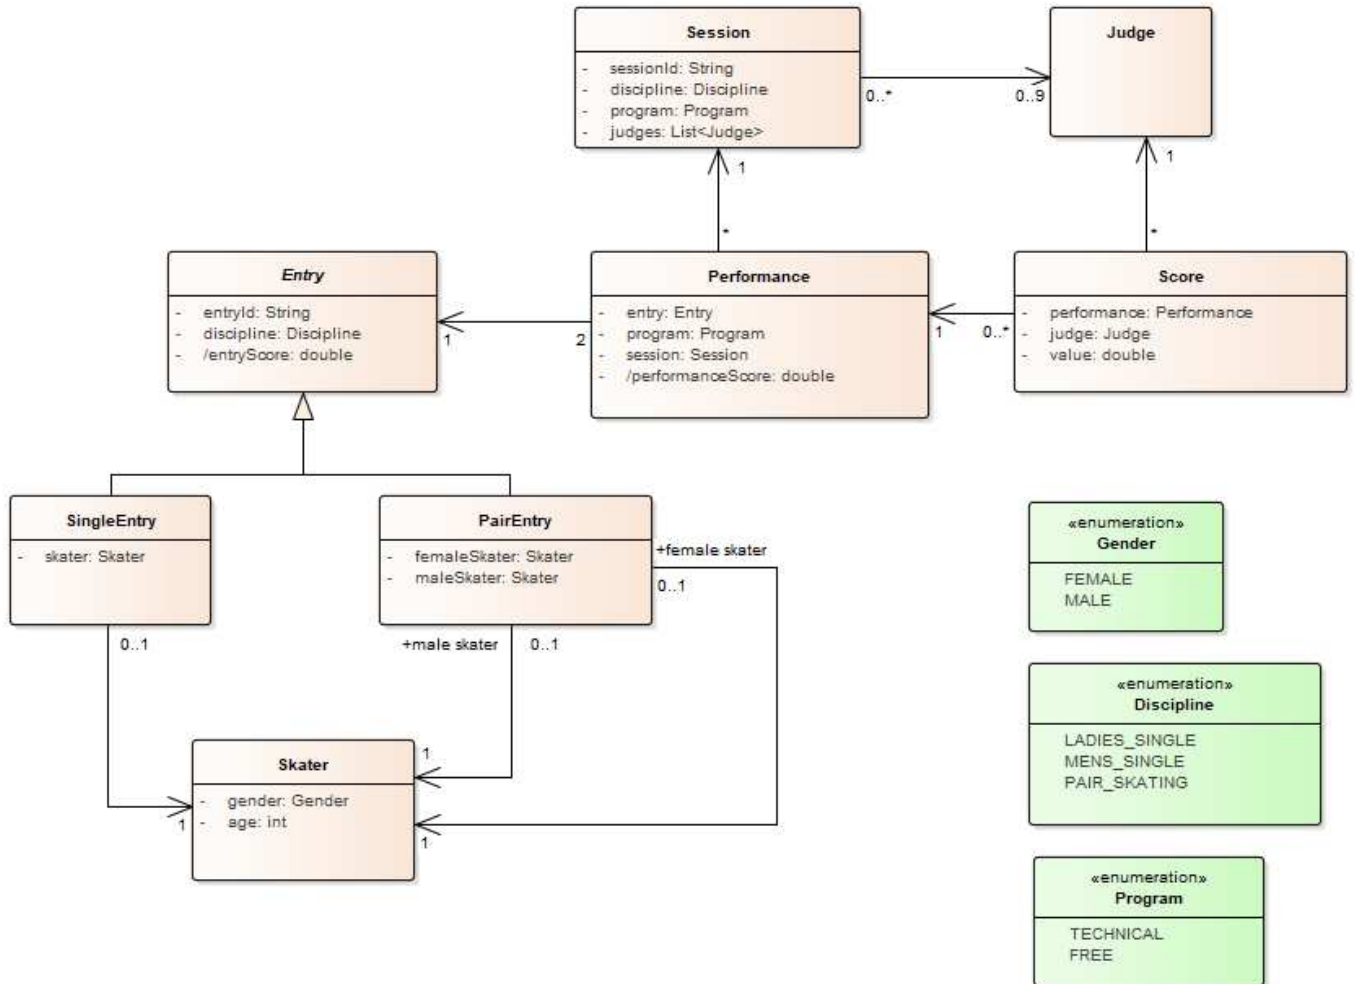 Session
- sessionId: String
- discipline: Discipline
- program: Program
- judges: List<Judge>
Judge
0..*
0..9
1
1
*
*
Entry
- entryId: String
- discipline: Discipline
- /entryScore: double
1
2
Performance
- entry: Entry
- program: Program
- session: Session
- /performanceScore: double
1
0..*
Score
- performance: Performance
- judge: Judge
- value: double
SingleEntry
- skater: Skater
PairEntry
- femaleSkater: Skater
- maleSkater: Skater
+female skater
0..1
0..1
+male skater
0..1
Skater
- gender: Gender
- age: int
1
1
1
«enumeration»
Gender
FEMALE
MALE
«enumeration»
Discipline
LADIES_SINGLE
MENS_SINGLE
PAIR_SKATING
«enumeration»
Program
TECHNICAL
FREE